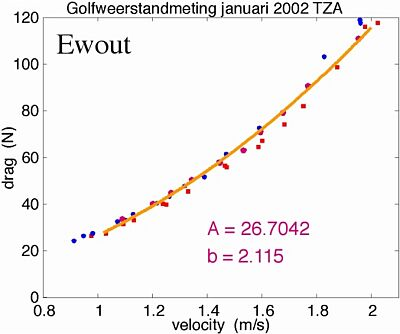 Golfweerstandmeting januari 2002 TZA
Ewout
120
100
80
60
40
20
0
drag (N)
A = 26.7042
b = 2.115
0.8 1 1.2 1.4 1.6 1.8 2
velocity (m/s)